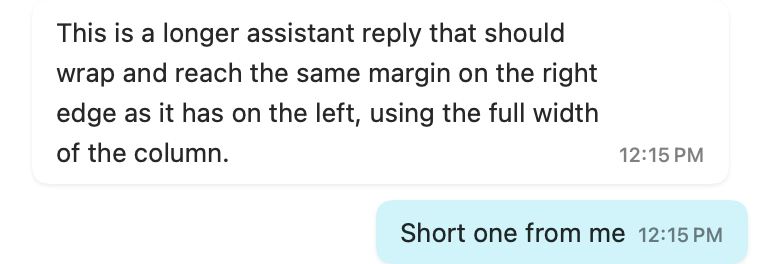 This is a longer assistant reply that should
wrap and reach the same margin on the right
edge as it has on the left, using the full width
of the column.
12:15 PM
Short one from me 12:15 PM